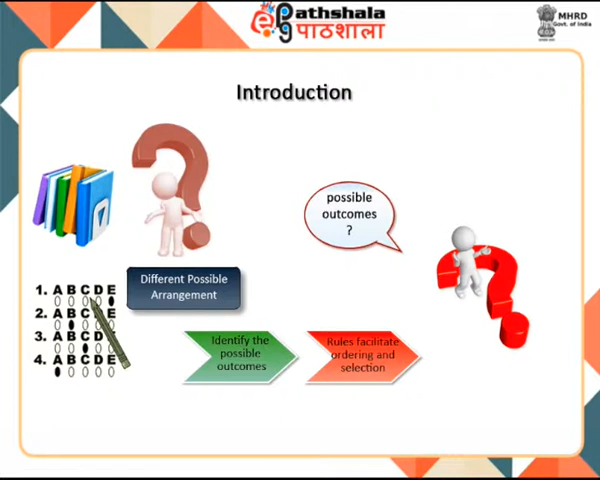 ePathshala
पाठशाला
MHRD
Govt. of India
Introduction
possible
outcomes
?
Different Possible
Arrangement
1. A B C D E
2. A B C E
3. A B C D E
4. A B C D E
Identify the
possible
outcomes
Rules facilitate
ordering and
selection